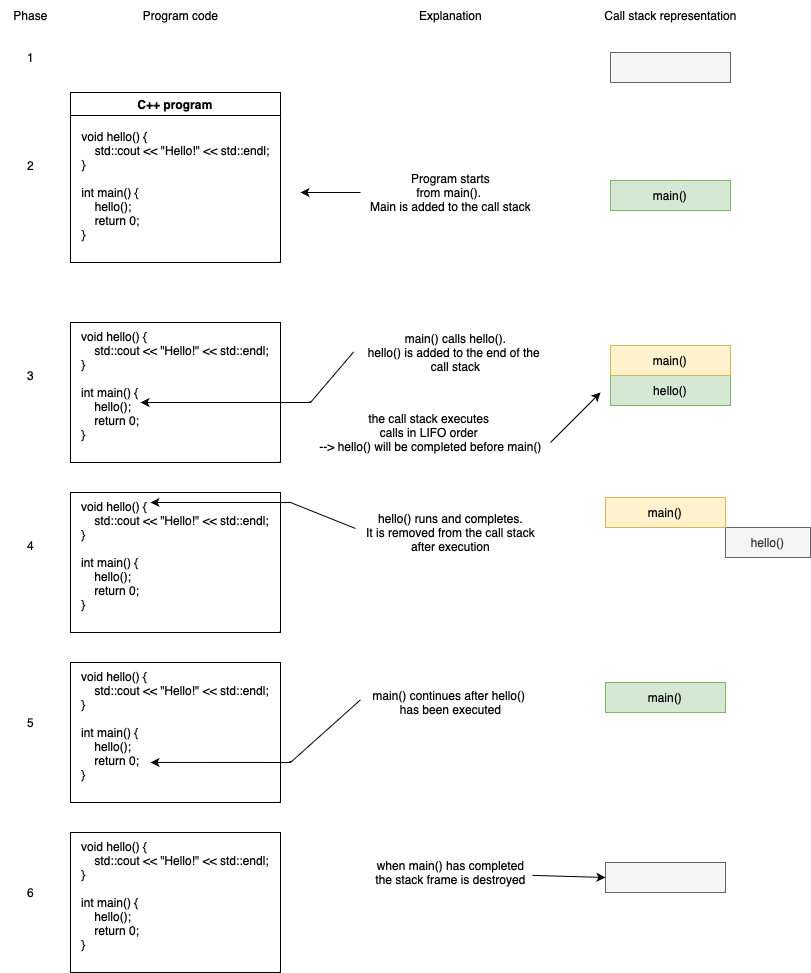 Phase
Program code
Explanation
Call stack representation
1
2
C++ program
void hello() {
std::cout << "Hello!" << std::endl;
}
int main() {
hello();
return 0;
}
Program starts
from main().
Main is added to the call stack
main()
3
void hello() {
std::cout << "Hello!" << std::endl;
}
int main() {
hello();
return 0;
}
main() calls hello().
hello() is added to the end of the
call stack
the call stack executes
calls in LIFO order
--> hello() will be completed before main()
main()
hello()
4
void hello() {
std::cout << "Hello!" << std::endl;
}
int main() {
hello();
return 0;
}
hello() runs and completes.
It is removed from the call stack
after execution
main()
hello()
5
void hello() {
std::cout << "Hello!" << std::endl;
}
int main() {
hello();
return 0;
}
main() continues after hello()
has been executed
main()
6
void hello() {
std::cout << "Hello!" << std::endl;
}
int main() {
hello();
return 0;
}
when main() has completed
the stack frame is destroyed